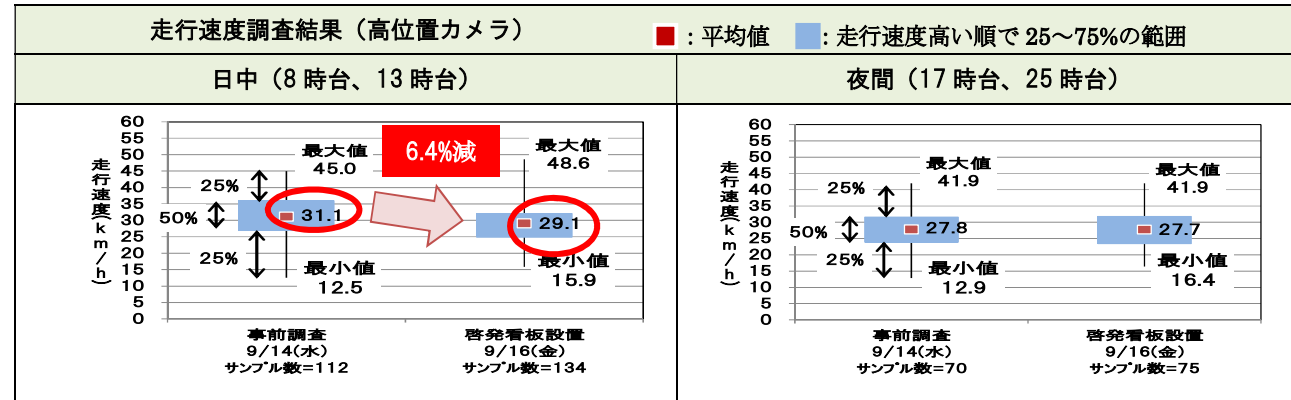 走行速度調査結果（高位置カメラ）
：平均値
：走行速度高い順で25～75%の範囲
日中（8時台、13時台）
夜間（17時台、25時台）
走行速度(km/h)
60
55
50
45
40
35
30
25
20
15
10
5
0
25%
50%
25%
最大値
45.0
31.1
最小値
12.5
6.4%減
最大値
48.6
29.1
最小値
15.9
事前調査
9/14(水)
サンプル数=112
啓発看板設置
9/16(金)
サンプル数=134
走行速度(km/h)
60
55
50
45
40
35
30
25
20
15
10
5
0
25%
50%
25%
最大値
41.9
27.8
最小値
12.9
最大値
41.9
27.7
最小値
16.4
事前調査
9/14(水)
サンプル数=70
啓発看板設置
9/16(金)
サンプル数=75